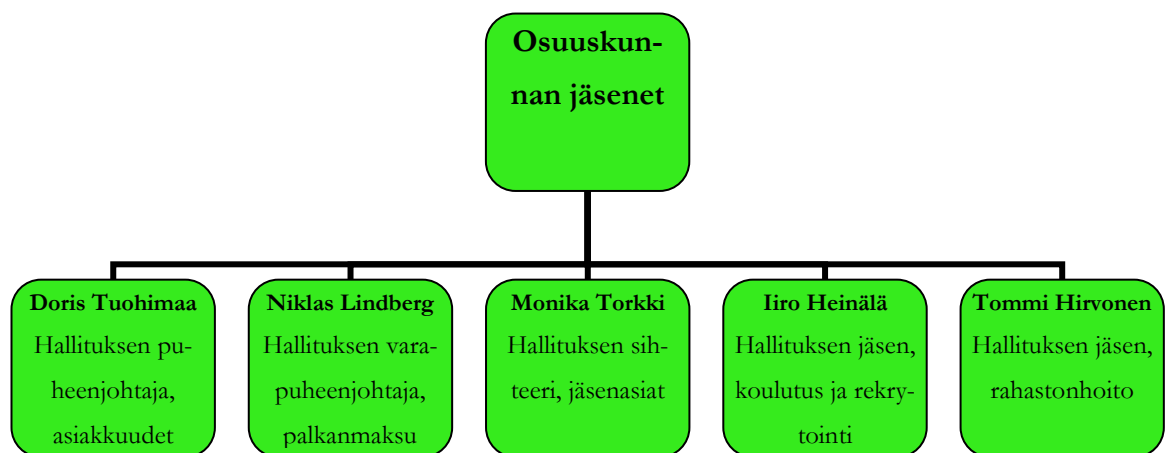 Osuuskun-
nan jäsenet
Doris Tuohimaa
Hallituksen pu-
heenjohtaja,
asiakkuudet
Niklas Lindberg
Hallituksen vara-
puheenjohtaja,
palkanmaksu
Monika Torkki
Hallituksen sih-
teeri, jäsenasiat
Iiro Heinälä
Hallituksen jäsen,
koulutus ja rekry-
tointi
Tommi Hirvonen
Hallituksen jäsen,
rahastonhoito